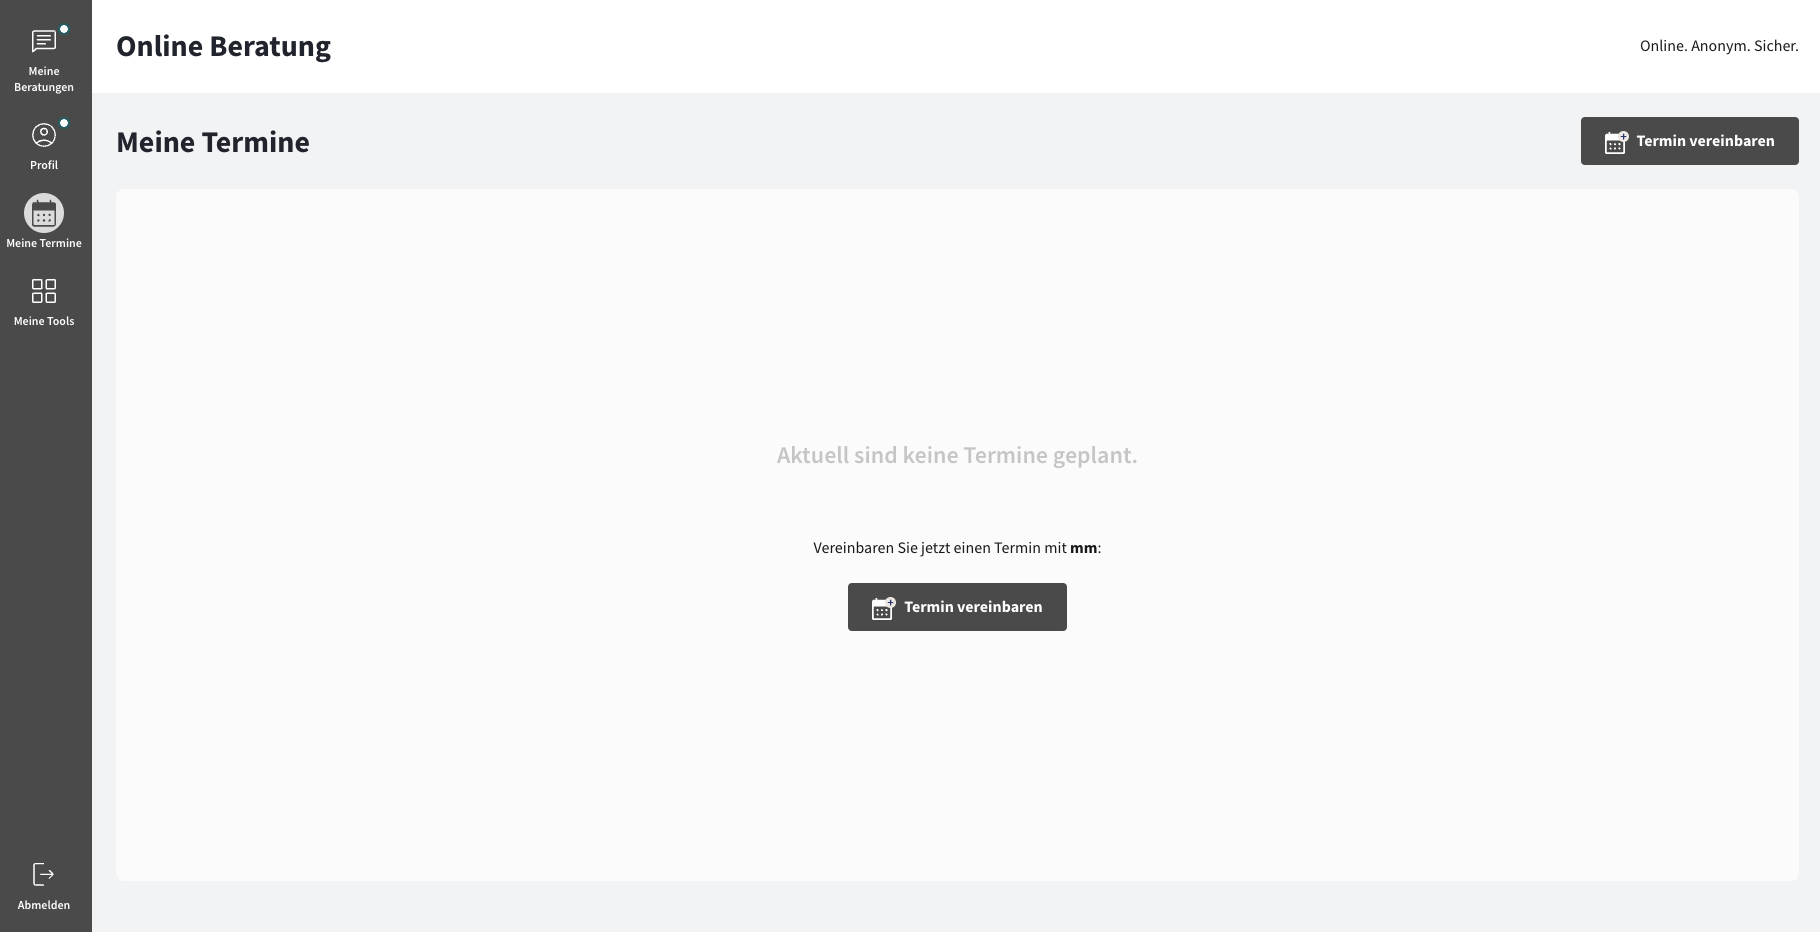 Meine
Beratungen
Profil
Meine Termine
Meine Tools
Abmelden
Online Beratung
Online. Anonym. Sicher.
Meine Termine
Termin vereinbaren
Aktuell sind keine Termine geplant.
Vereinbaren Sie jetzt einen Termin mit mm:
Termin vereinbaren